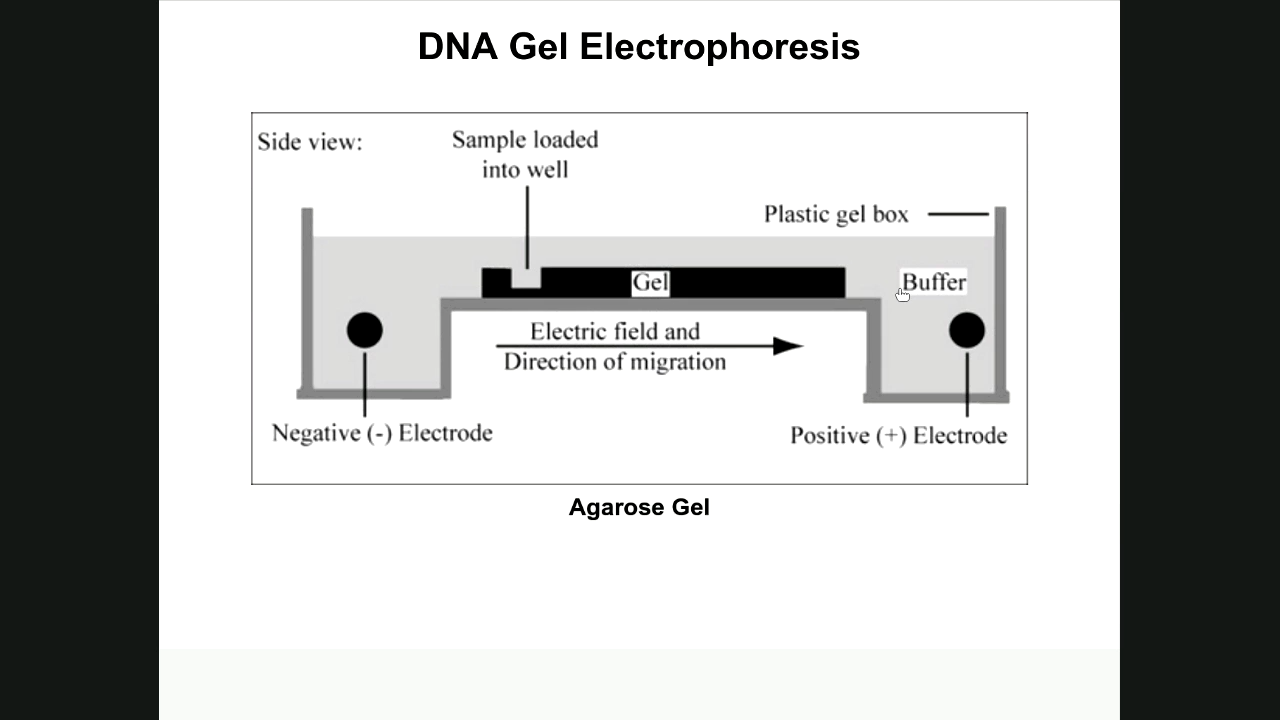 DNA Gel Electrophoresis
Side view:
Sample loaded
into well
Plastic gel box
Gel
Buffer
Electric field and
Direction of migration
Negative (-) Electrode
Positive (+) Electrode
Agarose Gel